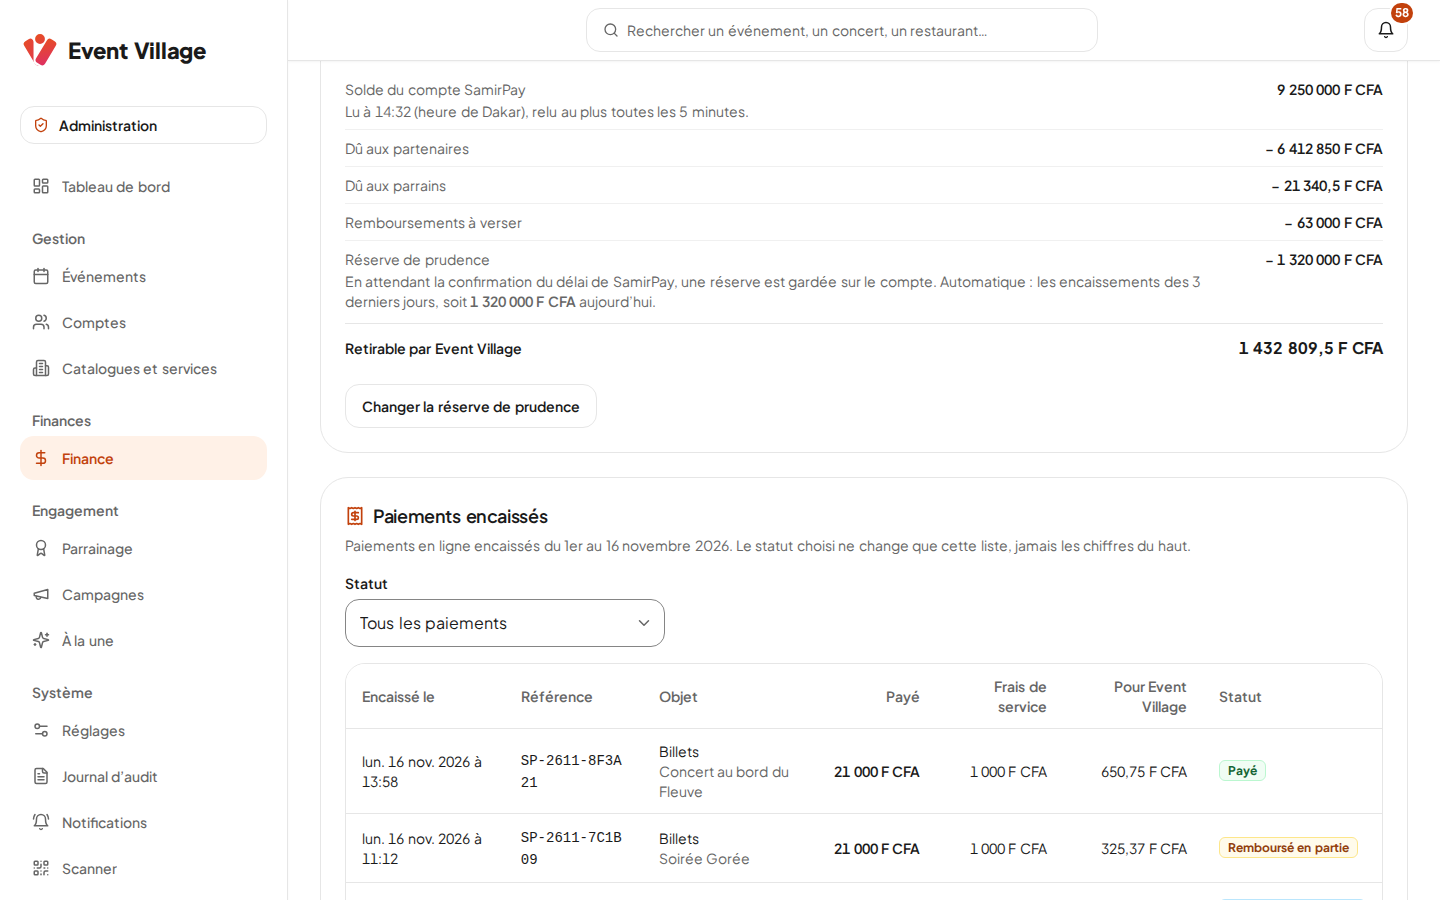 Event Village
Rechercher un événement, un concert, un restaurant…
58
Administration
Tableau de bord
Gestion
Événements
Comptes
Catalogues et services
Finances
Finance
Engagement
Parrainage
Campagnes
À la une
Système
Réglages
Journal d’audit
Notifications
Scanner
Solde du compte SamirPay
9 250 000 F CFA
Lu à 14:32 (heure de Dakar), relu au plus toutes les 5 minutes.
Dû aux partenaires
– 6 412 850 F CFA
Dû aux parrains
– 21 340,5 F CFA
Remboursements à verser
– 63 000 F CFA
Réserve de prudence
– 1 320 000 F CFA
En attendant la confirmation du délai de SamirPay, une réserve est gardée sur le compte. Automatique : les encaissements des 3
derniers jours, soit 1 320 000 F CFA aujourd’hui.
Retirable par Event Village
1 432 809,5 F CFA
Changer la réserve de prudence
Paiements encaissés
Paiements en ligne encaissés du 1er au 16 novembre 2026. Le statut choisi ne change que cette liste, jamais les chiffres du haut.
Statut
Tous les paiements
Encaissé le
Référence
Objet
Payé
Frais de
service
Pour Event
Village
Statut
lun. 16 nov. 2026 à
13:58
SP-2611-8F3A
21
Billets
Concert au bord du
Fleuve
21 000 F CFA
1 000 F CFA
650,75 F CFA
Payé
lun. 16 nov. 2026 à
11:12
SP-2611-7C1B
09
Billets
Soirée Gorée
21 000 F CFA
1 000 F CFA
325,37 F CFA
Remboursé en partie